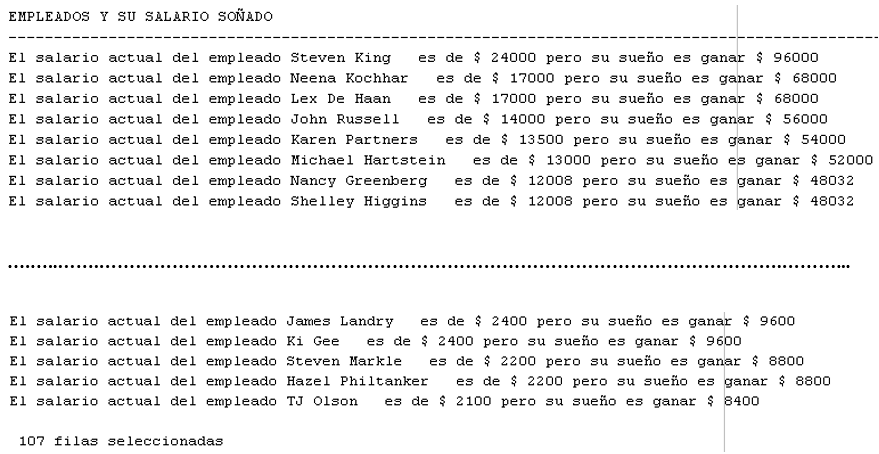 EMPLEADOS Y SU SALARIO SOÑADO
------------------------------------------------------------------------------------------------
El salario actual del empleado Steven King   es de $ 24000 pero su sueño es ganar $ 96000
El salario actual del empleado Neena Kochhar   es de $ 17000 pero su sueño es ganar $ 68000
El salario actual del empleado Lex De Haan   es de $ 17000 pero su sueño es ganar $ 68000
El salario actual del empleado John Russell   es de $ 14000 pero su sueño es ganar $ 56000
El salario actual del empleado Karen Partners   es de $ 13500 pero su sueño es ganar $ 54000
El salario actual del empleado Michael Hartstein   es de $ 13000 pero su sueño es ganar $ 52000
El salario actual del empleado Nancy Greenberg   es de $ 12008 pero su sueño es ganar $ 48032
El salario actual del empleado Shelley Higgins   es de $ 12008 pero su sueño es ganar $ 48032
........................................................................................................................
El salario actual del empleado James Landry   es de $ 2400 pero su sueño es ganar $ 9600
El salario actual del empleado Ki Gee   es de $ 2400 pero su sueño es ganar $ 9600
El salario actual del empleado Steven Markle   es de $ 2200 pero su sueño es ganar $ 8800
El salario actual del empleado Hazel Philtanker   es de $ 2200 pero su sueño es ganar $ 8800
El salario actual del empleado TJ Olson   es de $ 2100 pero su sueño es ganar $ 8400
107 filas seleccionadas